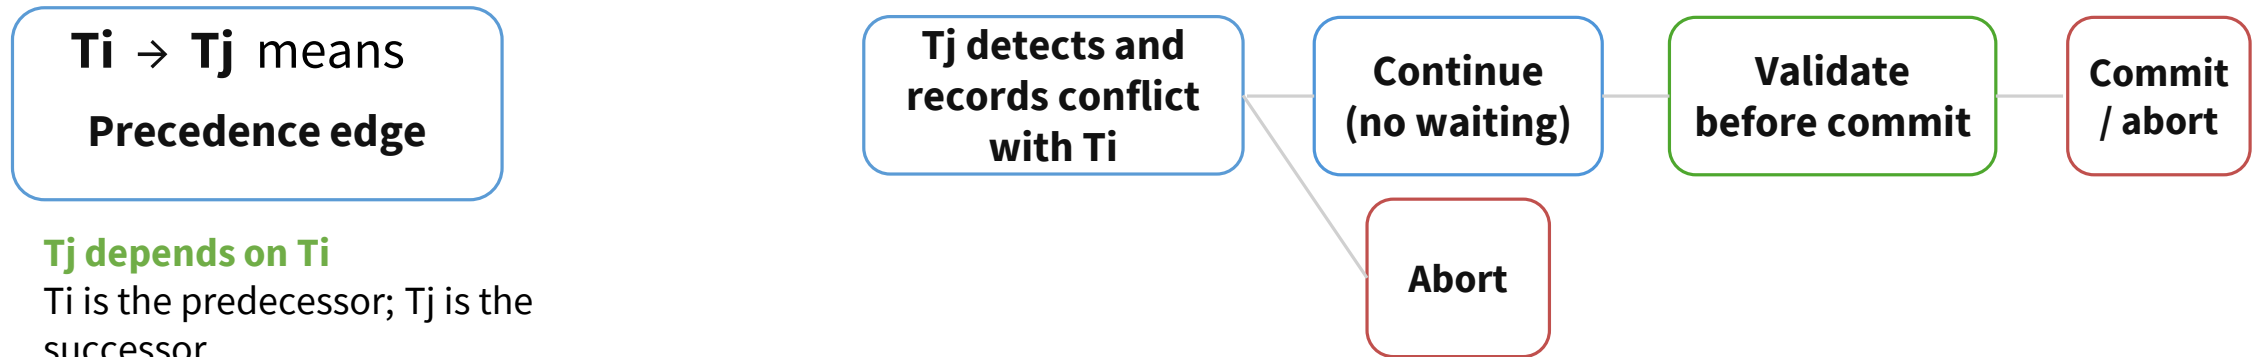 Ti → Tj means
Precedence edge
Tj depends on Ti
Ti is the predecessor; Tj is the
successor
Tj detects and
records conflict
with Ti
Continue
(no waiting)
Validate
before commit
Commit
/ abort
Abort